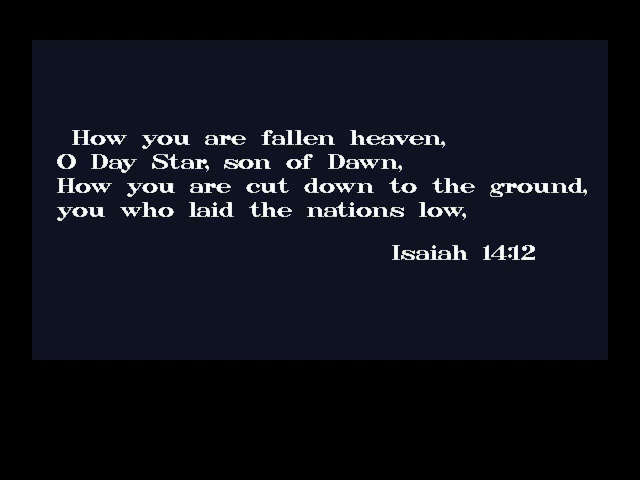 How you are fallen heaven,
O Day Star, son of Dawn,
How you are cut down to the ground,
you who laid the nations low,
Isaiah 14:12